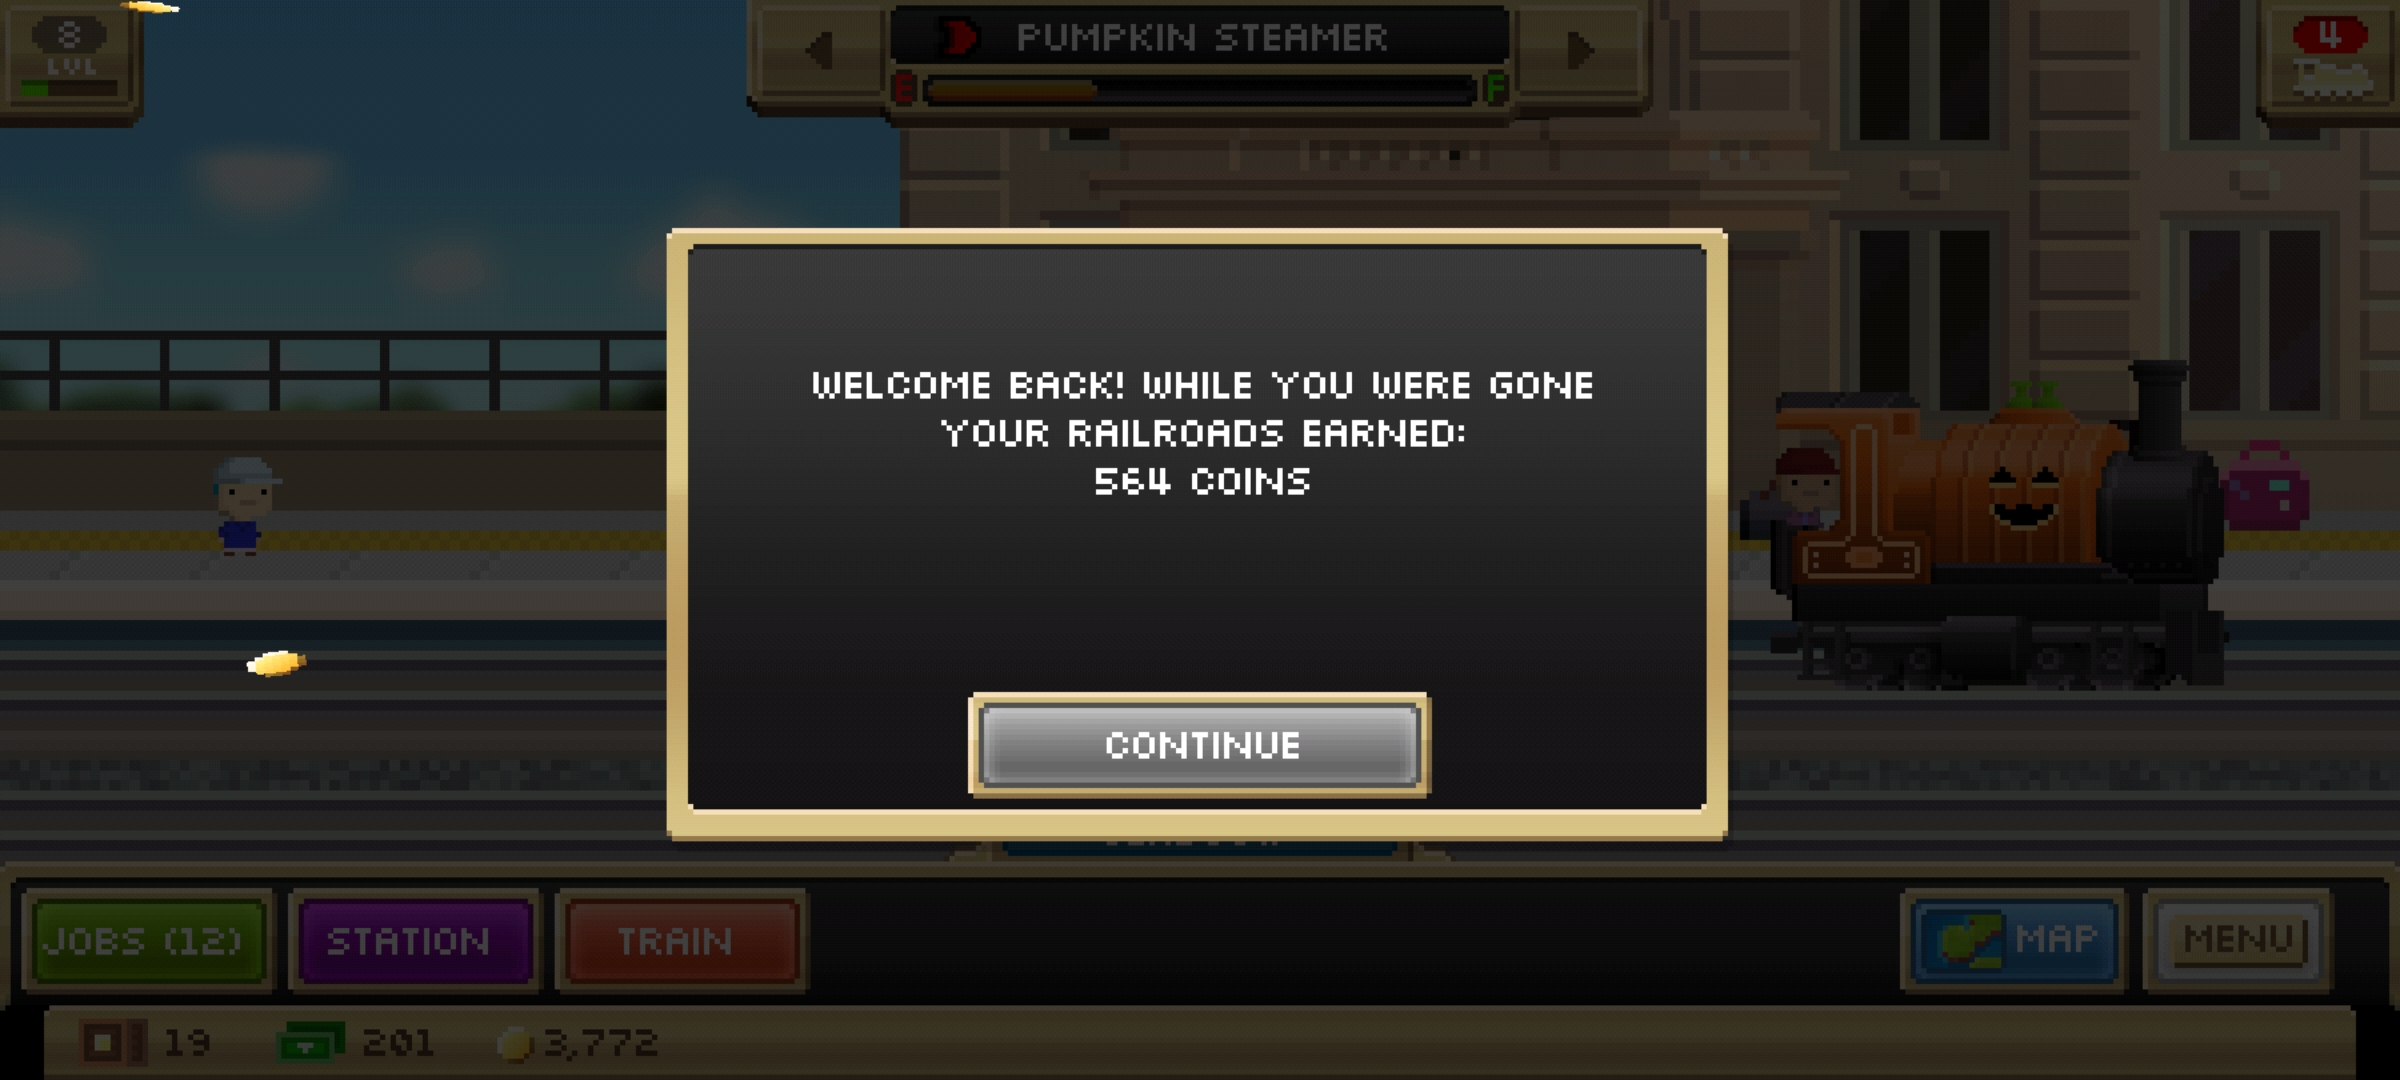 8
LVL
PUMPKIN STEAMER
E
F
4
WELCOME BACK! WHILE YOU WERE GONE
YOUR RAILROADS EARNED:
564 COINS
CONTINUE
JOBS (12)
STATION
TRAIN
MAP
MENU
19
201
3,772